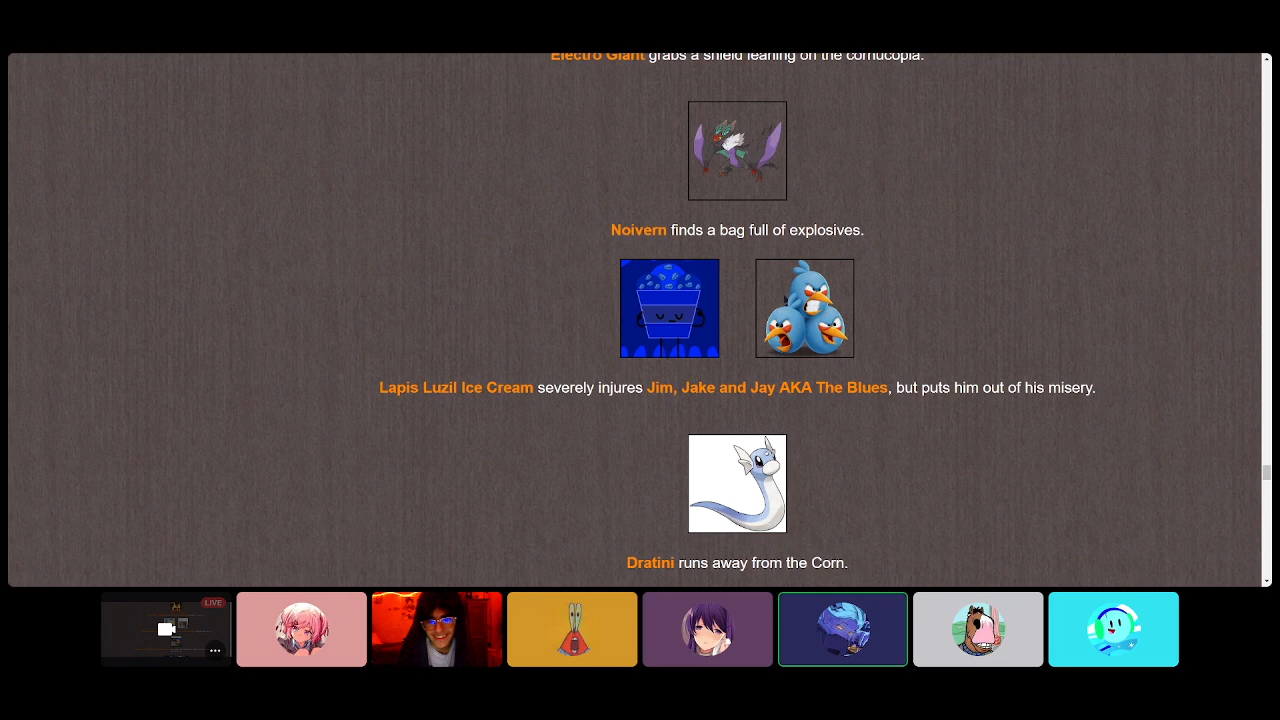 Electro Giant grabs a shield leaning on the cornucopia.
Noivern finds a bag full of explosives.
Lapis Luzil Ice Cream severely injures Jim, Jake and Jay AKA The Blues, but puts him out of his misery.
Dratini runs away from the Corn.
LIVE